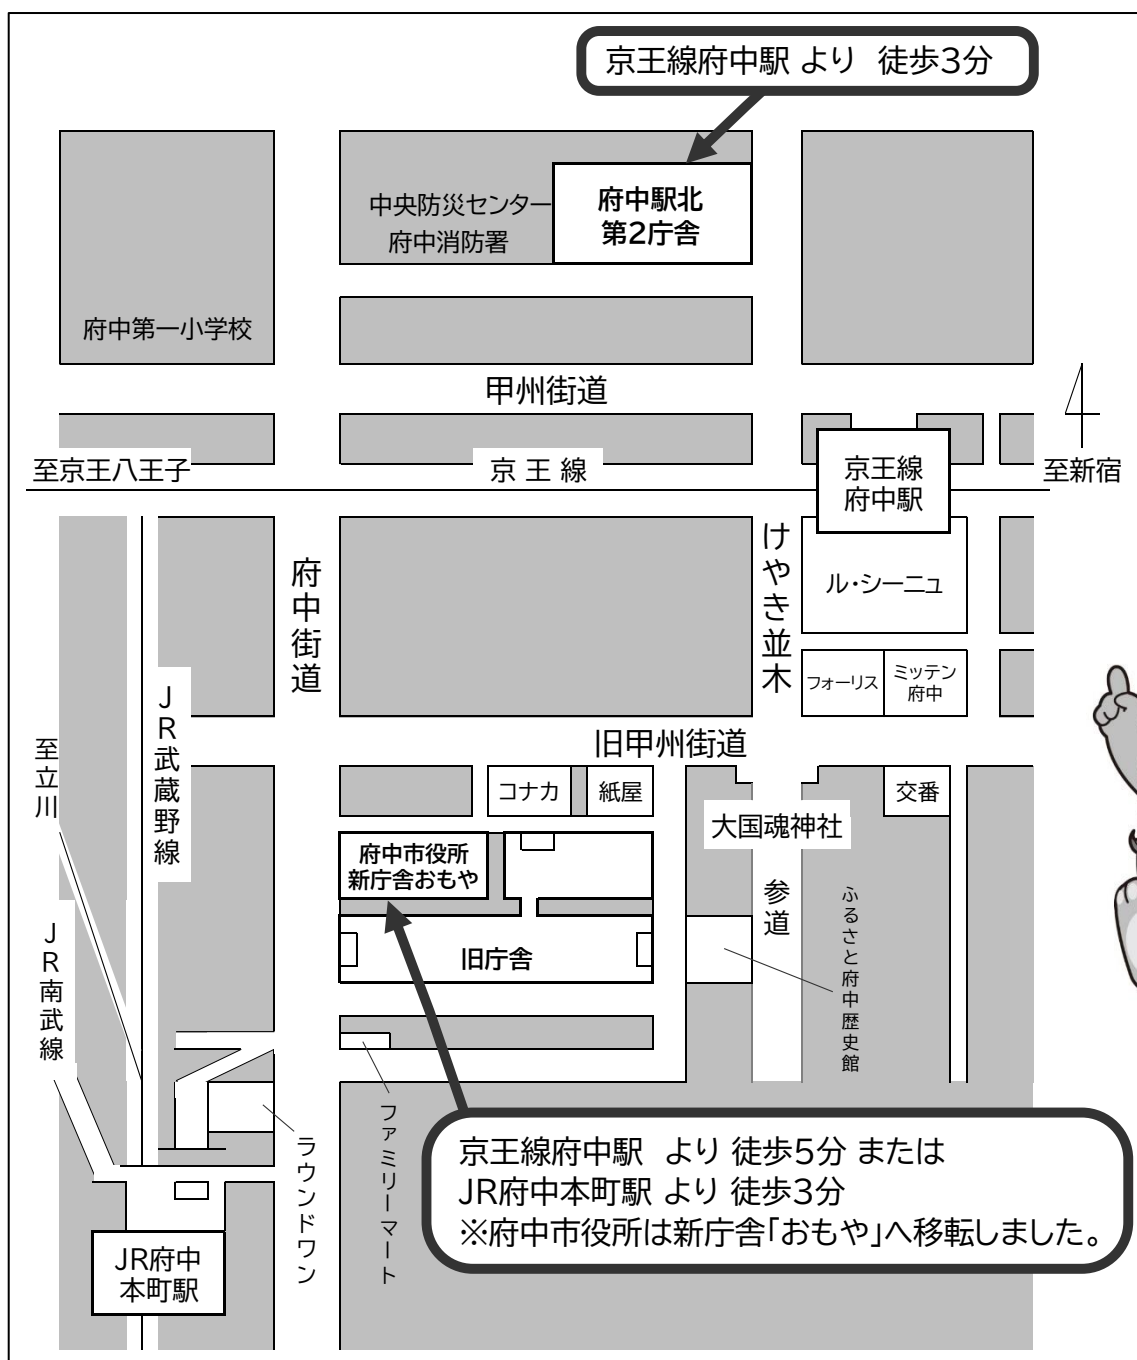 京王線府中駅 より 徒歩3分
中央防災センター
府中消防署
府中駅北
第2庁舎
府中第一小学校
甲州街道
至京王八王子
京王線
京王線
府中駅
至新宿
府中街道
けやき並木
ル・シーニュ
フォーリス
ミッテン
府中
JR武蔵野線
至立川
旧甲州街道
コナカ
紙屋
交番
大国魂神社
参道
府中市役所
新庁舎おもや
旧庁舎
ふるさと府中歴史館
JR南武線
ファミリーマート
ラウンドワン
京王線府中駅 より 徒歩5分 または
JR府中本町駅 より 徒歩3分
※府中市役所は新庁舎「おもや」へ移転しました。
JR府中
本町駅